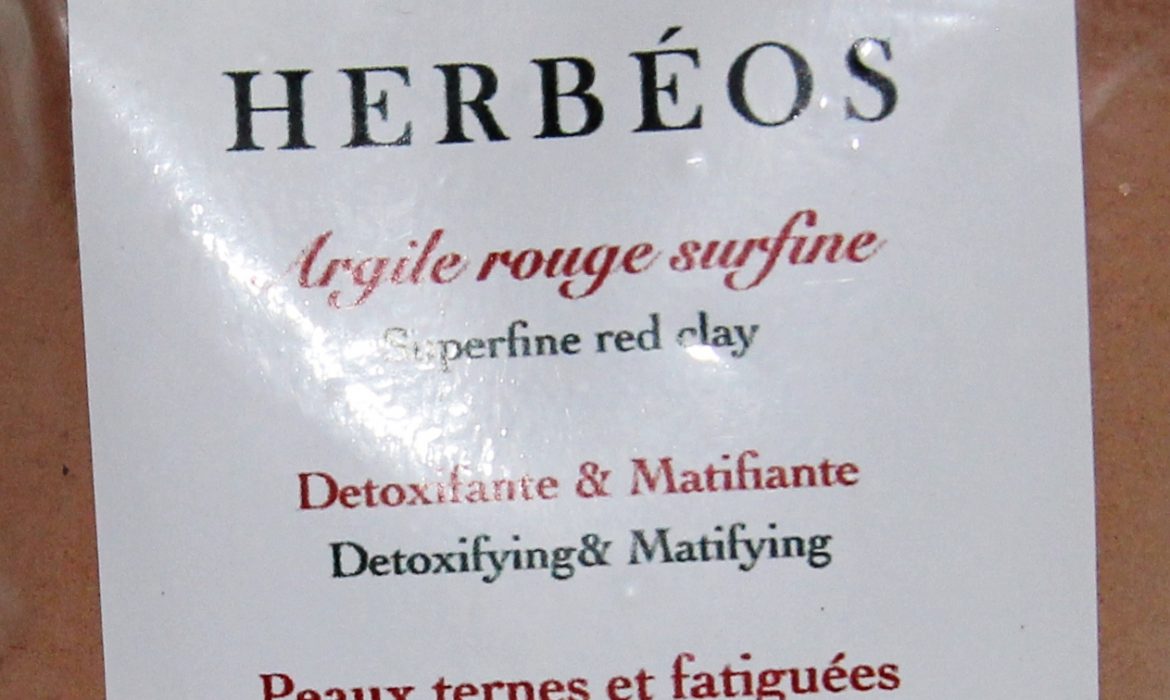 HERBÉOS
Argile rouge surfine
Superfine red clay
Detoxifante & Matifiante
Detoxifying& Matifying
Peaux ternes et fatiguées